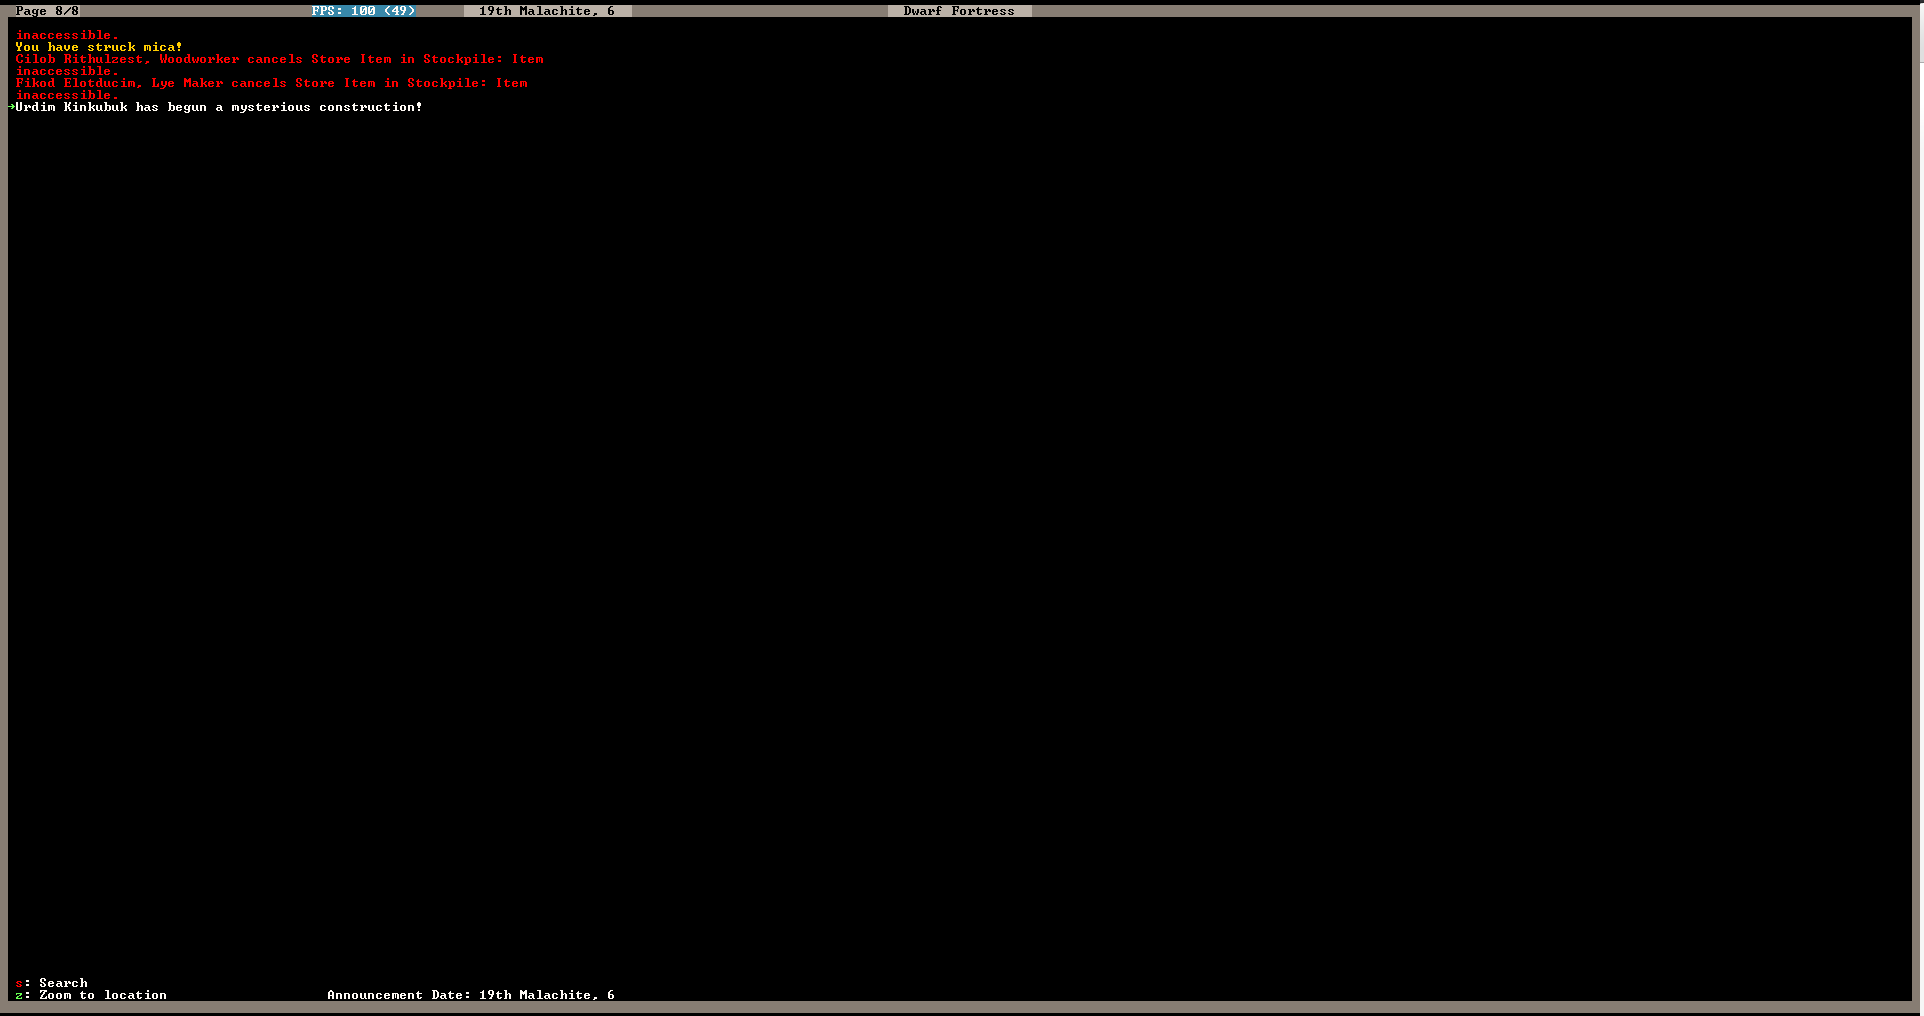 Page 8/8 FPS: 100 (49) 19th Malachite, 6 Dwarf Fortress
inaccessible.
You have struck mica!
Cilob Rithulzest, Woodworker cancels Store Item in Stockpile: Item
inaccessible.
Fikod Elotducim, Lye Maker cancels Store Item in Stockpile: Item
inaccessible.
→Urdim Kinkubuk has begun a mysterious construction!
s: Search
z: Zoom to location Announcement Date: 19th Malachite, 6